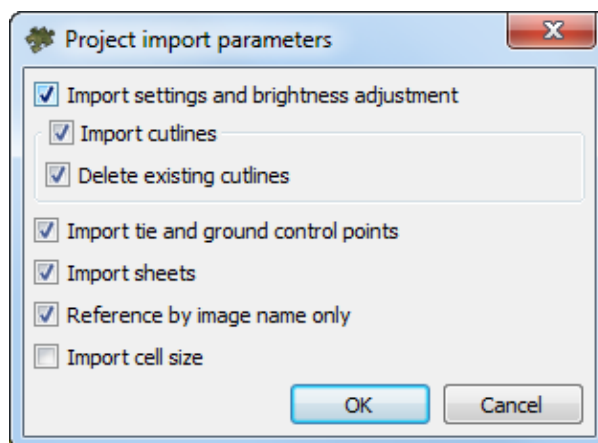 Project import parameters
Import settings and brightness adjustment
Import cutlines
Delete existing cutlines
Import tie and ground control points
Import sheets
Reference by image name only
Import cell size
OK Cancel